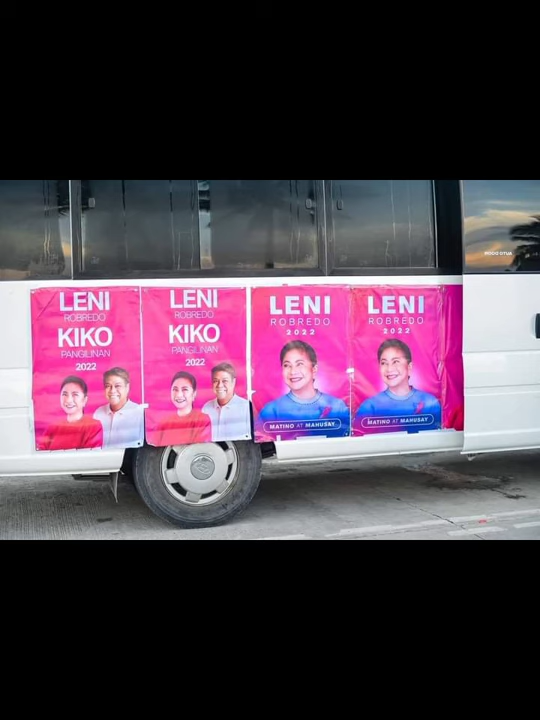 LENI
ROBREDO
KIKO
PANGILINAN
2022
LENI
ROBREDO
KIKO
PANGILINAN
2022
LENI
ROBREDO
2022
MATINO AT MAHUSAY
LENI
ROBREDO
2022
MATINO AT MAHUSAY